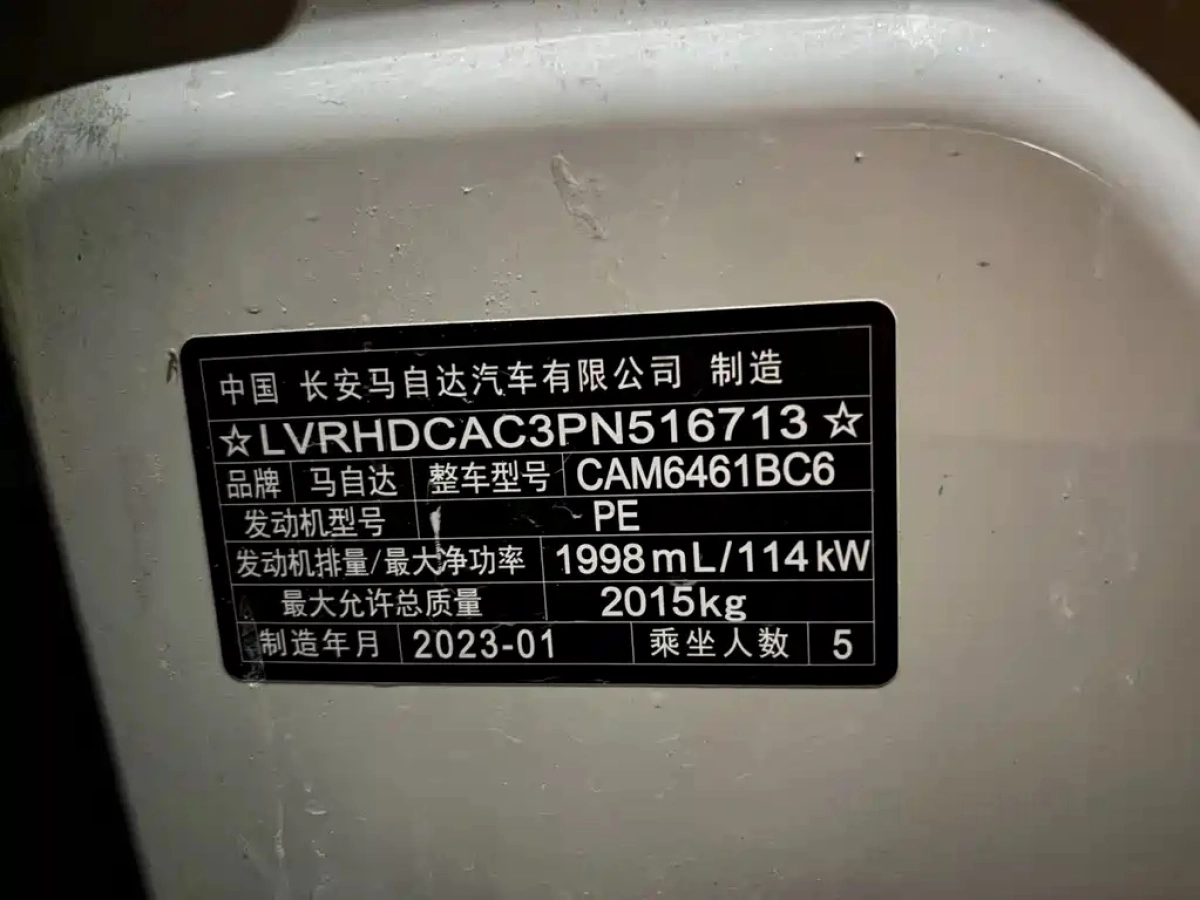 中国 长安马自达汽车有限公司 制造
☆LVRHDCAC3PN516713☆
品牌 马自达 整车型号 CAM6461BC6
发动机型号 PE
发动机排量/最大净功率 1998mL/114kW
最大允许总质量 2015kg
制造年月 2023-01 乘坐人数 5